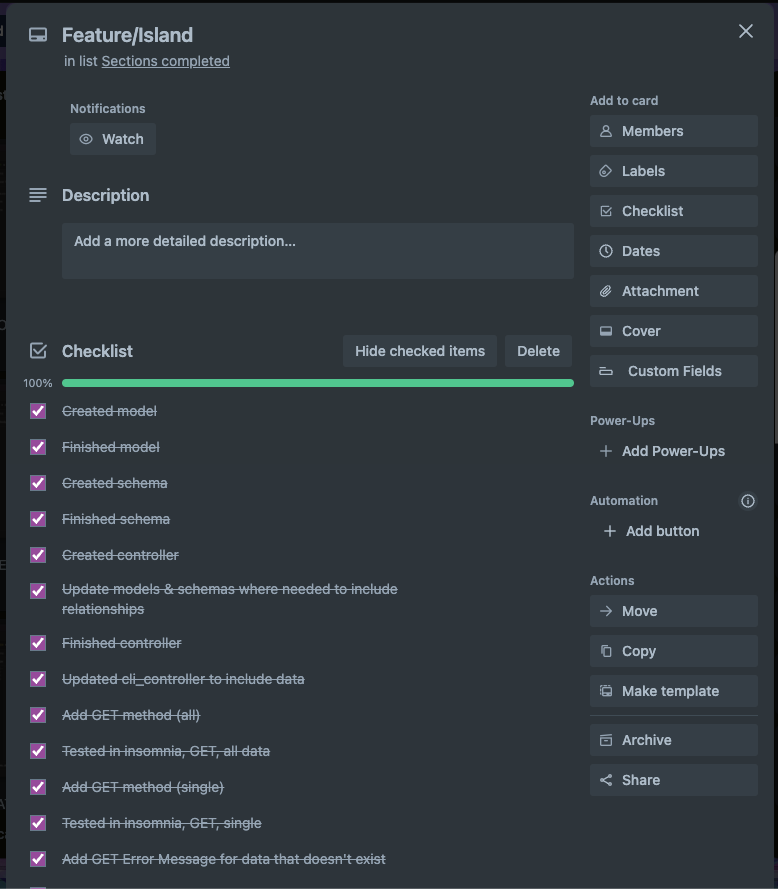 Feature/Island
in list Sections completed
Notifications
Watch
Description
Add a more detailed description...
Checklist
Hide checked items
Delete
100%
Created model
Finished model
Created schema
Finished schema
Created controller
Update models & schemas where needed to include
relationships
Finished controller
Updated cli_controller to include data
Add GET method (all)
Tested in insomnia, GET, all data
Add GET method (single)
Tested in insomnia, GET, single
Add GET Error Message for data that doesn't exist
Add to card
Members
Labels
Checklist
Dates
Attachment
Cover
Custom Fields
Power-Ups
Add Power-Ups
Automation
Add button
Actions
Move
Copy
Make template
Archive
Share